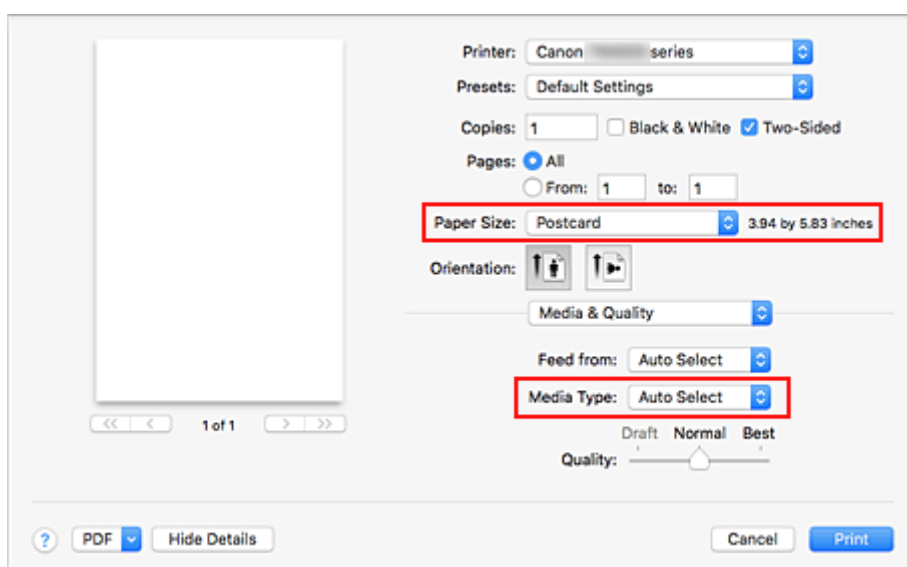 Printer: Canon series
Presets: Default Settings
Copies: 1 Black & White Two-Sided
Pages: All
From: 1 to: 1
Paper Size: Postcard 3.94 by 5.83 inches
Orientation:
Media & Quality
Feed from: Auto Select
Media Type: Auto Select
1 of 1
Draft Normal Best
Quality:
? PDF Hide Details Cancel Print